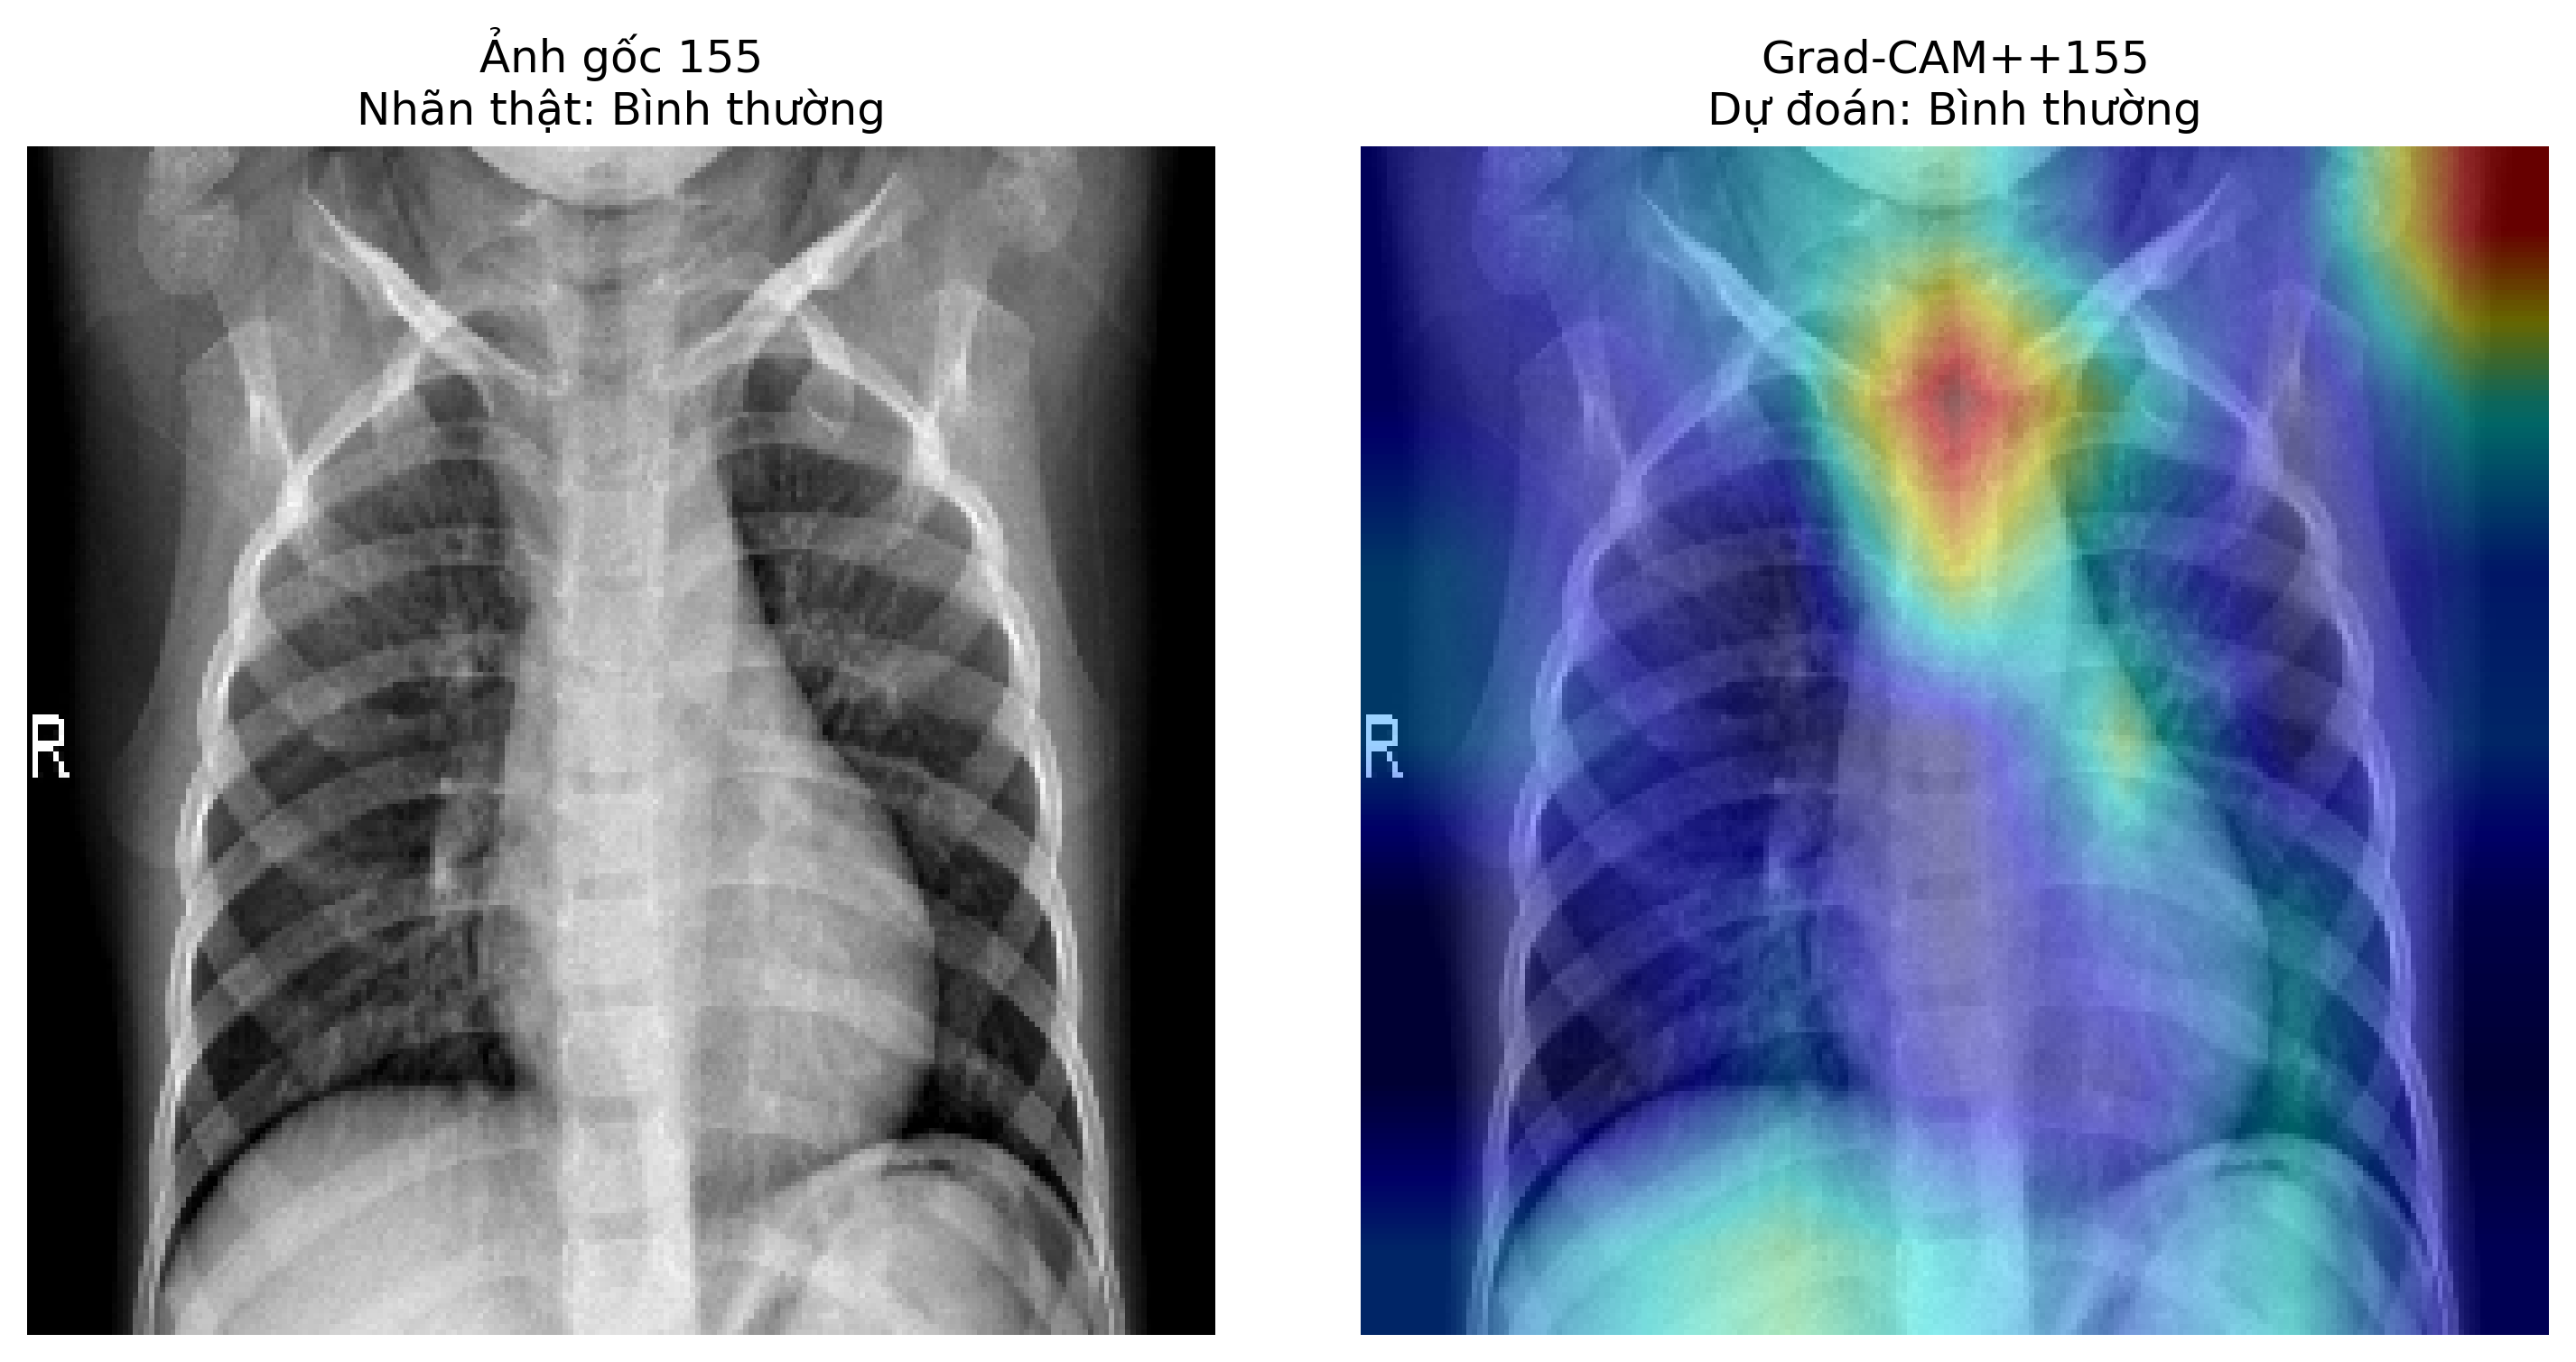 Ảnh gốc 155
Nhãn thật: Bình thường
Grad-CAM++155
Dự đoán: Bình thường
R
R